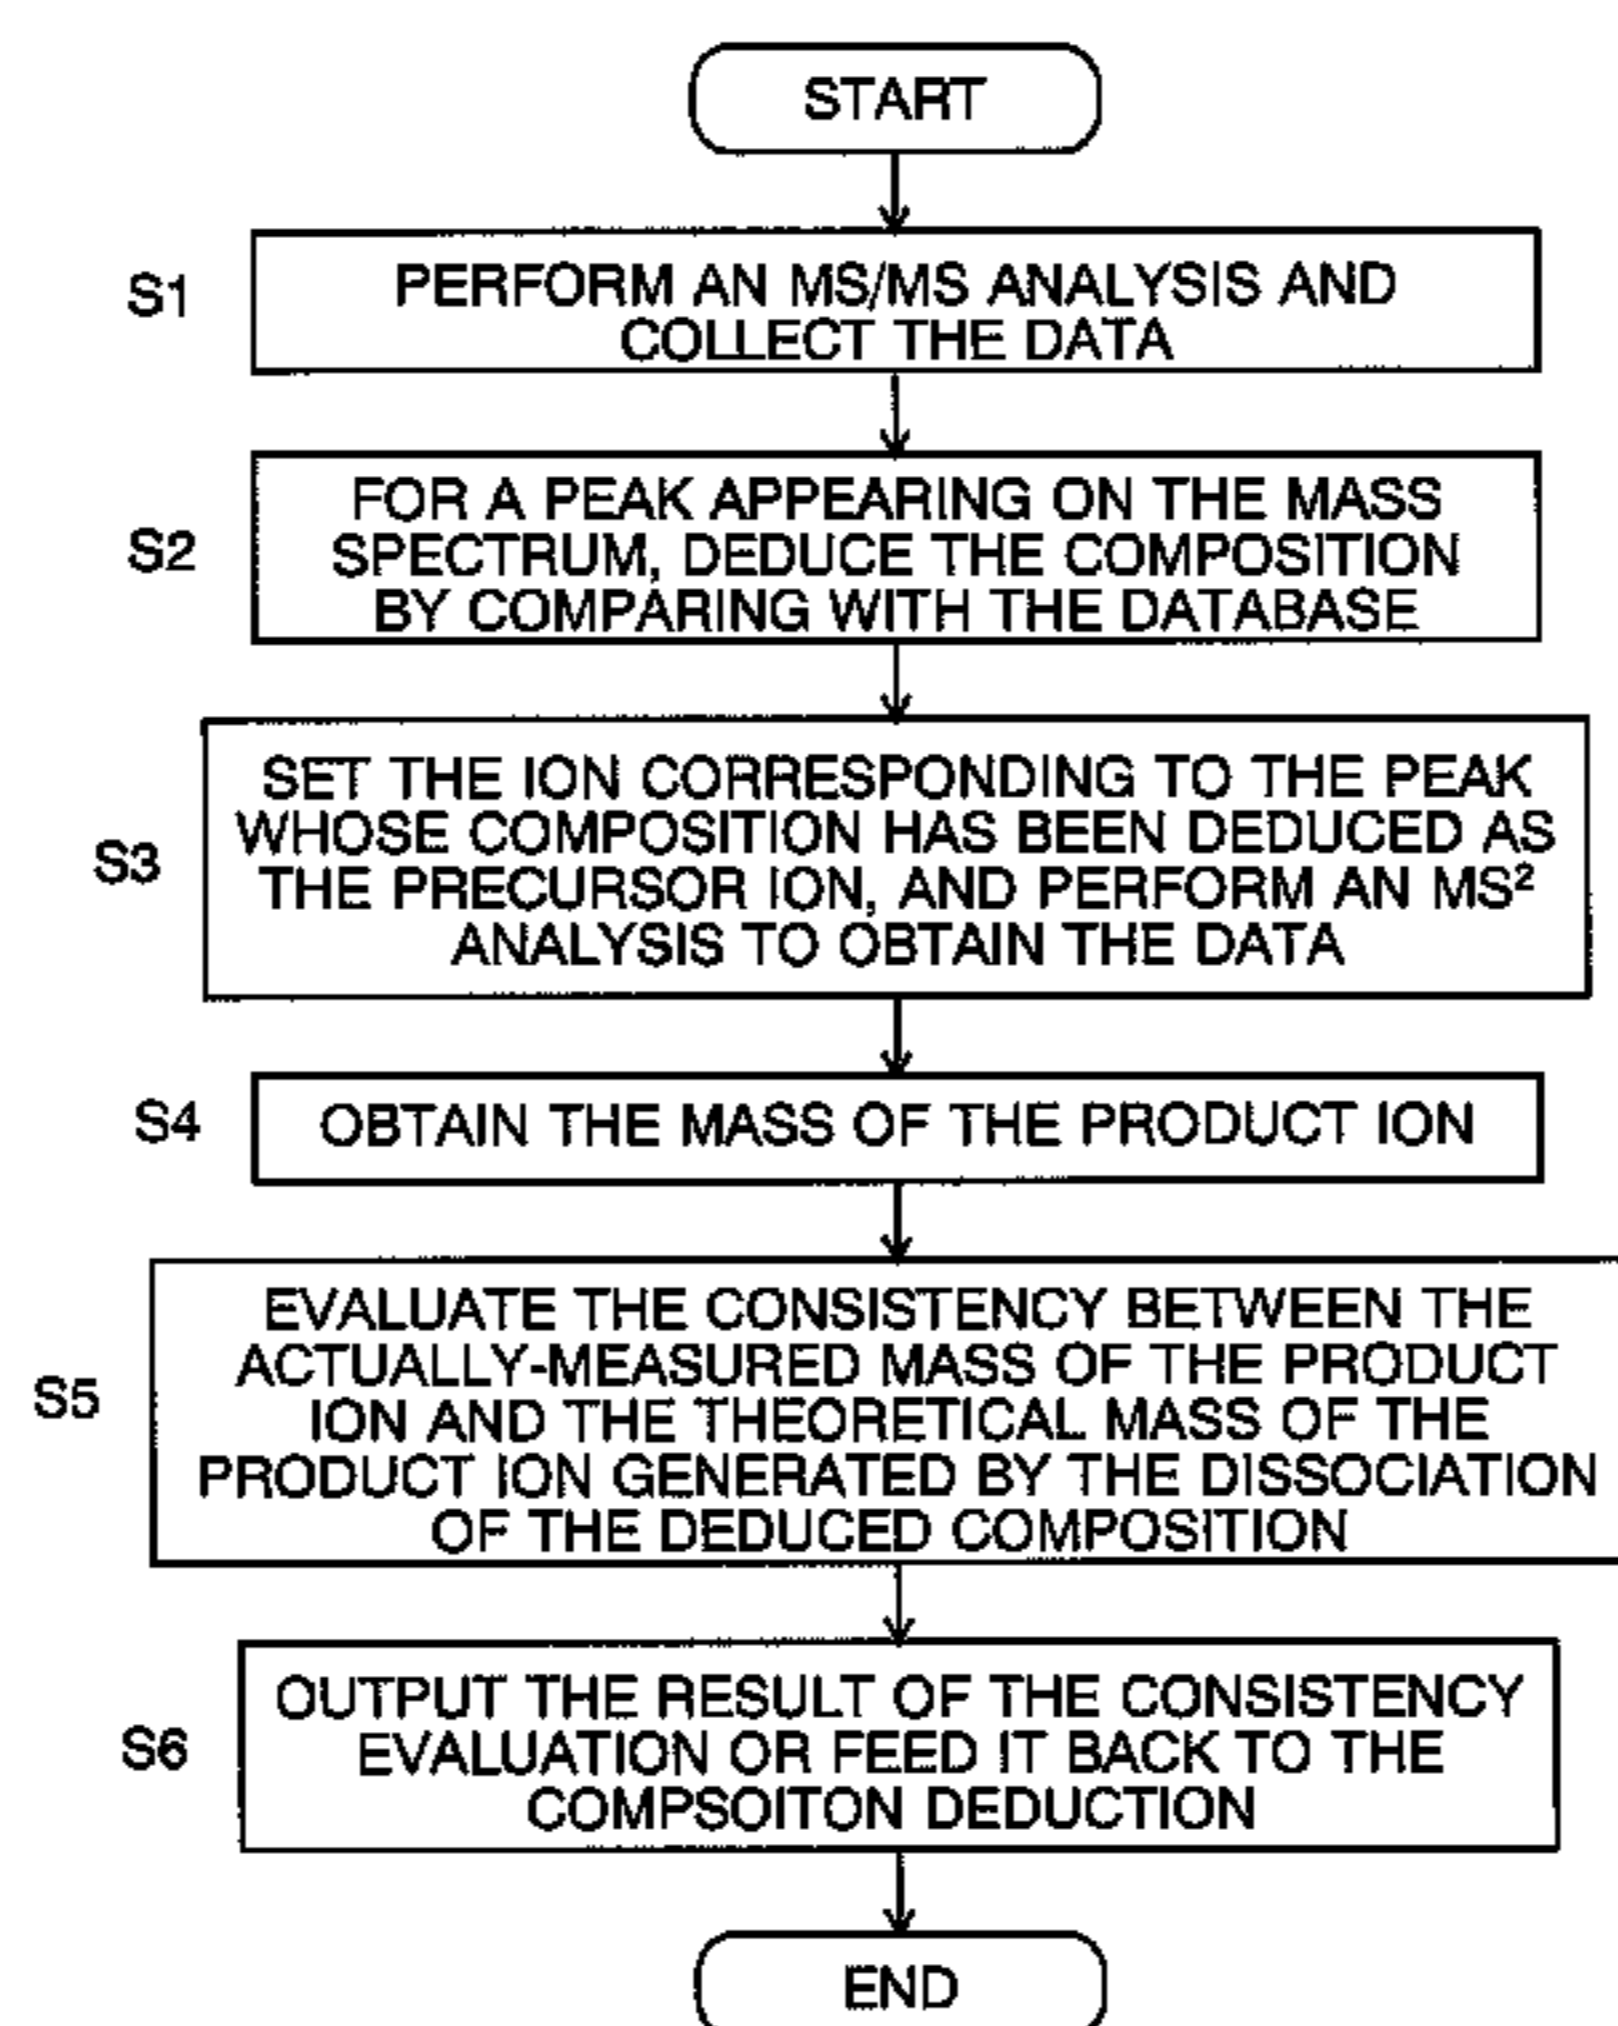 START
S1
PERFORM AN MS/MS ANALYSIS AND
COLLECT THE DATA
S2
FOR A PEAK APPEARING ON THE MASS
SPECTRUM, DEDUCE THE COMPOSITION
BY COMPARING WITH THE DATABASE
S3
SET THE ION CORRESPONDING TO THE PEAK
WHOSE COMPOSITION HAS BEEN DEDUCED AS
THE PRECURSOR ION, AND PERFORM AN MS²
ANALYSIS TO OBTAIN THE DATA
S4
OBTAIN THE MASS OF THE PRODUCT ION
S5
EVALUATE THE CONSISTENCY BETWEEN THE
ACTUALLY-MEASURED MASS OF THE PRODUCT
ION AND THE THEORETICAL MASS OF THE
PRODUCT ION GENERATED BY THE DISSOCIATION
OF THE DEDUCED COMPOSITION
S6
OUTPUT THE RESULT OF THE CONSISTENCY
EVALUATION OR FEED IT BACK TO THE
COMPSOITON DEDUCTION
END